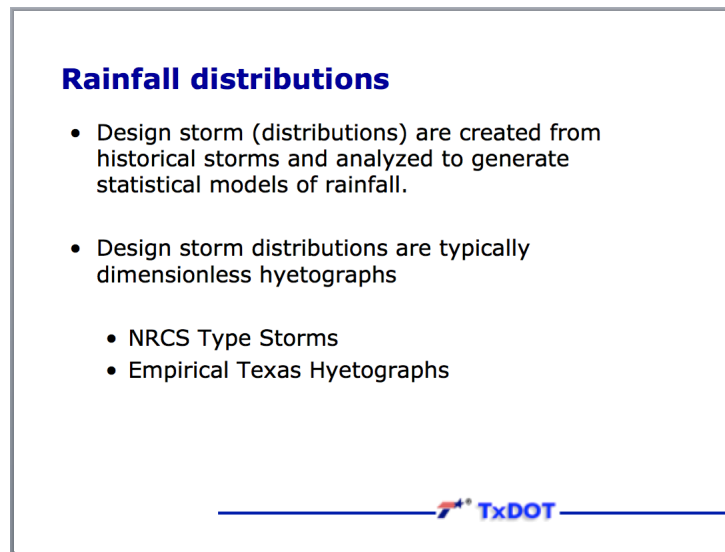 Rainfall distributions
• Design storm (distributions) are created from
historical storms and analyzed to generate
statistical models of rainfall.
• Design storm distributions are typically
dimensionless hyetographs
• NRCS Type Storms
• Empirical Texas Hyetographs
TxDOT